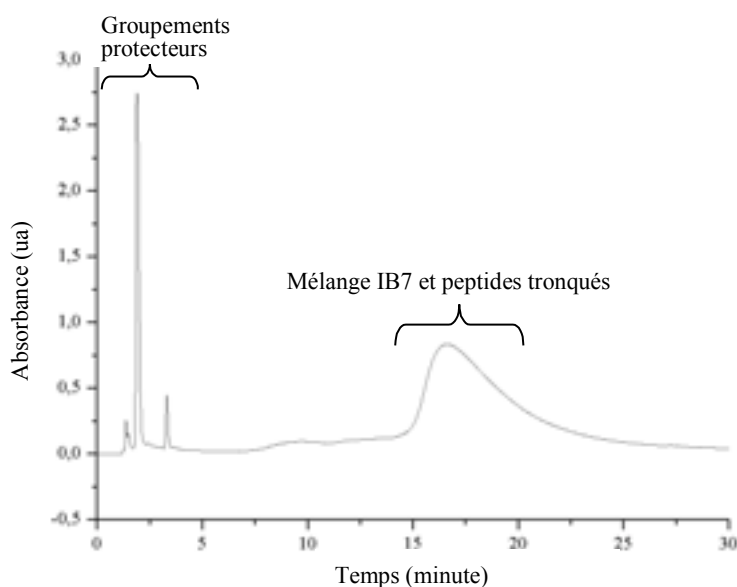 Groupements
protecteurs
3,0
2,5
2,0
Absorbance (ua)
1,5
Mélange IB7 et peptides tronqués
1,0
0,5
0,0
-0,5
0 5 10 15 20 25 30
Temps (minute)